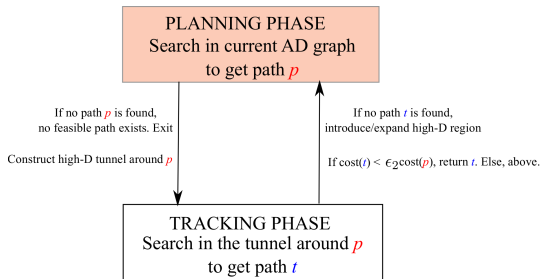 PLANNING PHASE
Search in current AD graph
to get path p
If no path p is found,
no feasible path exists. Exit
Construct high-D tunnel around p
If no path t is found,
introduce/expand high-D region
If cost(t) < ϵ2cost(p), return t. Else, above.
TRACKING PHASE
Search in the tunnel around p
to get path t